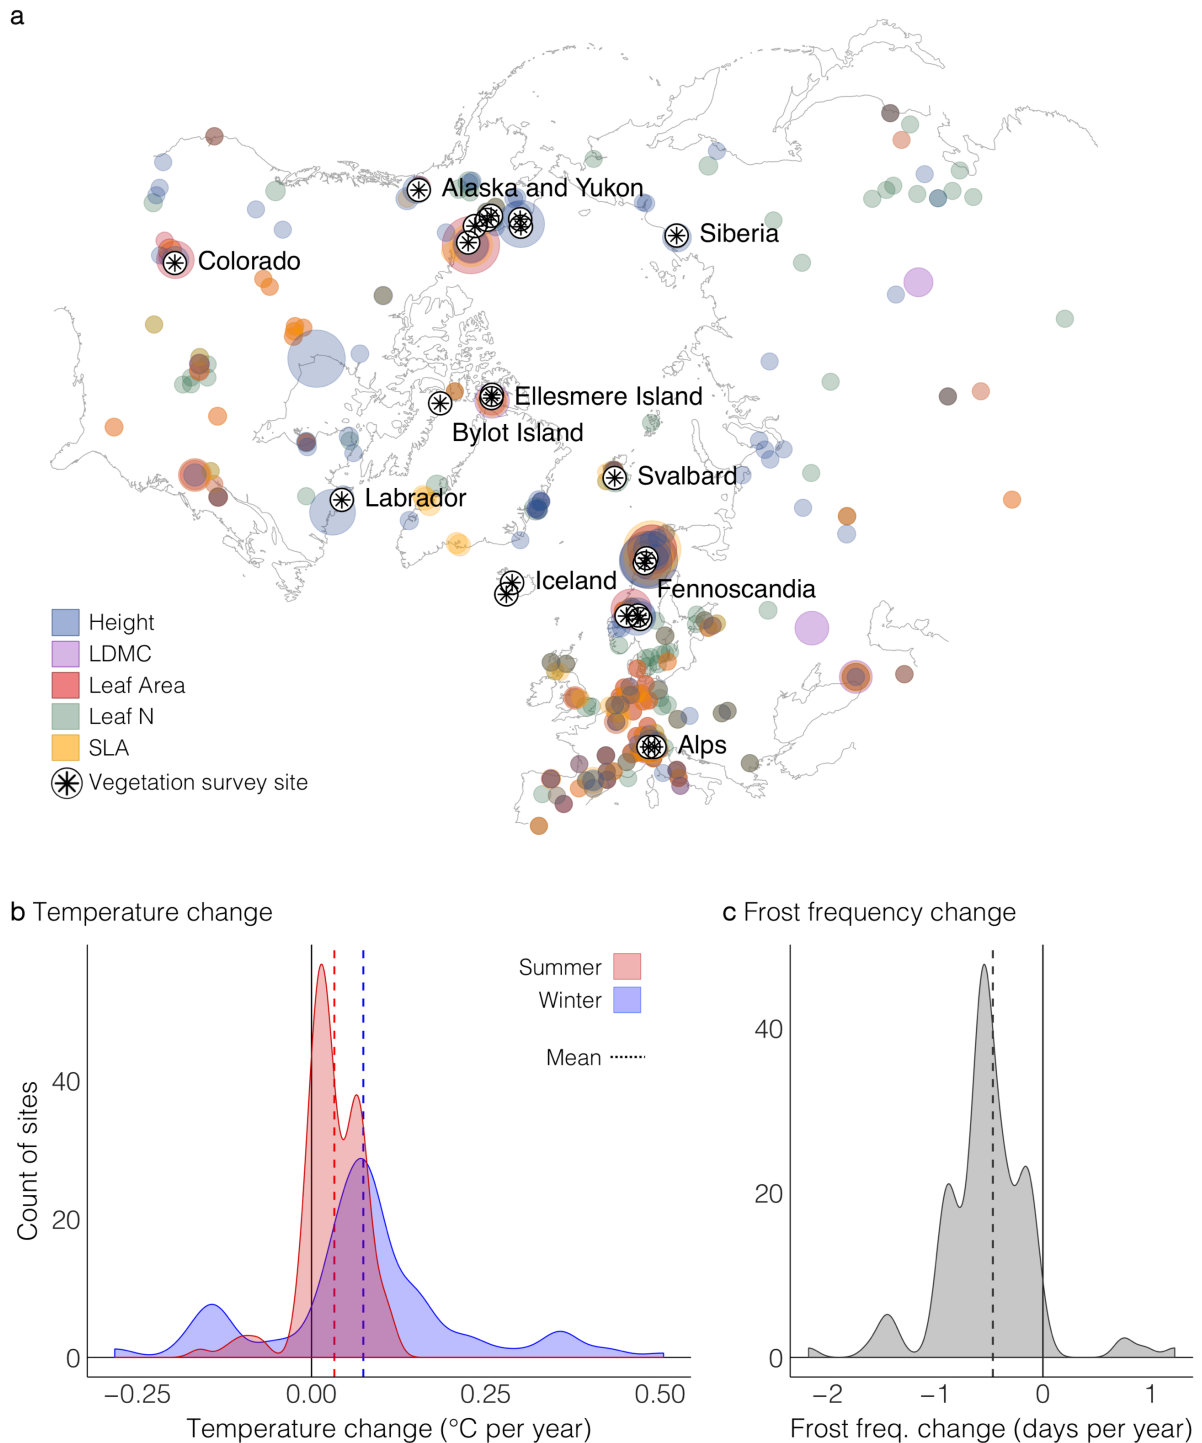 a
Alaska and Yukon
Siberia
Colorado
Ellesmere Island
Bylot Island
Svalbard
Labrador
Iceland
Fennoscandia
Alps
Height
LDMC
Leaf Area
Leaf N
SLA
Vegetation survey site
b Temperature change
Summer
Winter
Mean
Count of sites
40
20
0
−0.25
0.00
0.25
0.50
Temperature change (°C per year)
c Frost frequency change
40
20
0
−2
−1
0
1
Frost freq. change (days per year)